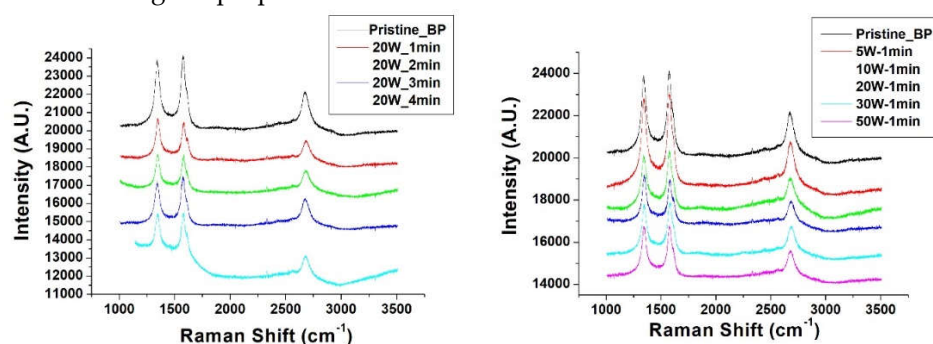 Pristine_BP
20W_1min
20W_2min
20W_3min
20W_4min
24000
23000
22000
21000
20000
19000
18000
17000
16000
15000
14000
13000
12000
11000
Intensity (A.U.)
1000 1500 2000 2500 3000 3500
Raman Shift (cm⁻¹)
Pristine_BP
5W-1min
10W-1min
20W-1min
30W-1min
50W-1min
24000
22000
20000
18000
16000
14000
Intensity (A.U.)
1000 1500 2000 2500 3000 3500
Raman Shift (cm⁻¹)